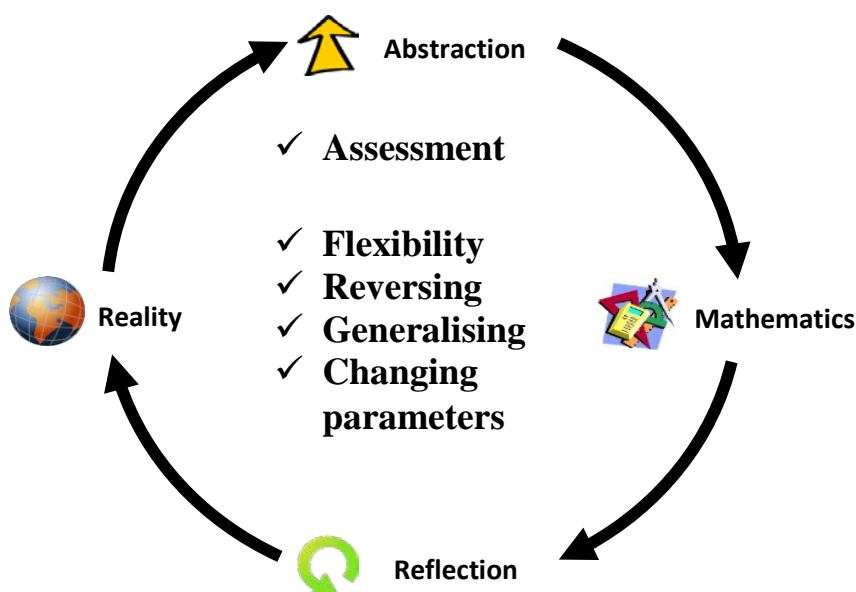 Abstraction
✓ Assessment
✓ Flexibility
✓ Reversing
✓ Generalising
✓ Changing
parameters
Reality
Mathematics
Reflection